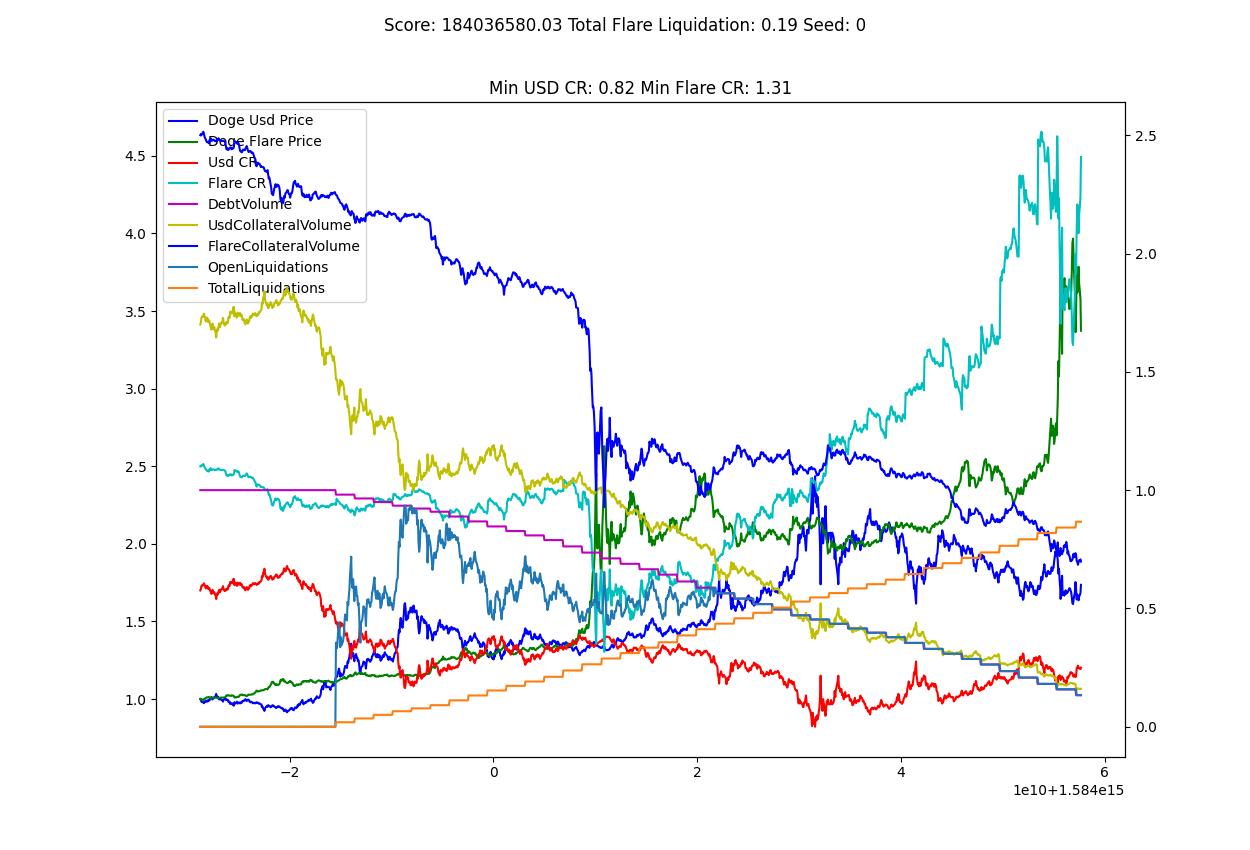 Score: 184036580.03 Total Flare Liquidation: 0.19 Seed: 0
Min USD CR: 0.82 Min Flare CR: 1.31
Doge Usd Price
Doge Flare Price
Usd CR
Flare CR
DebtVolume
UsdCollateralVolume
FlareCollateralVolume
OpenLiquidations
TotalLiquidations
4.5
4.0
3.5
3.0
2.5
2.0
1.5
1.0
2.5
2.0
1.5
1.0
0.5
0.0
−2
0
2
4
6
1e10+1.584e15